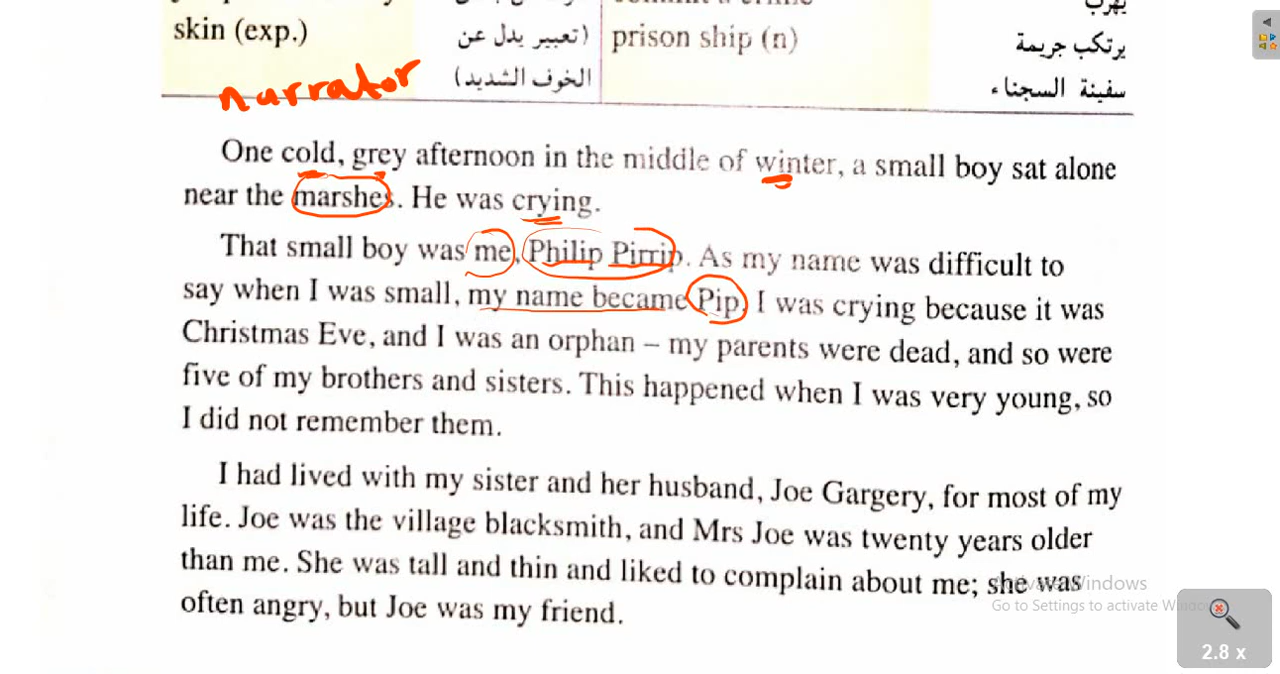 skin (exp.)
(تعبير يدل عن
الخوف الشديد)
prison ship (n)
يهرب
يرتكب جريمة
سفينة السجناء
narrator
One cold, grey afternoon in the middle of winter, a small boy sat alone
near the marshes. He was crying.
That small boy was me, Philip Pirrip. As my name was difficult to
say when I was small, my name became Pip. I was crying because it was
Christmas Eve, and I was an orphan – my parents were dead, and so were
five of my brothers and sisters. This happened when I was very young, so
I did not remember them.
I had lived with my sister and her husband, Joe Gargery, for most of my
life. Joe was the village blacksmith, and Mrs Joe was twenty years older
than me. She was tall and thin and liked to complain about me; she was
often angry, but Joe was my friend.
Activate Windows
Go to Settings to activate Windows
2.8 x